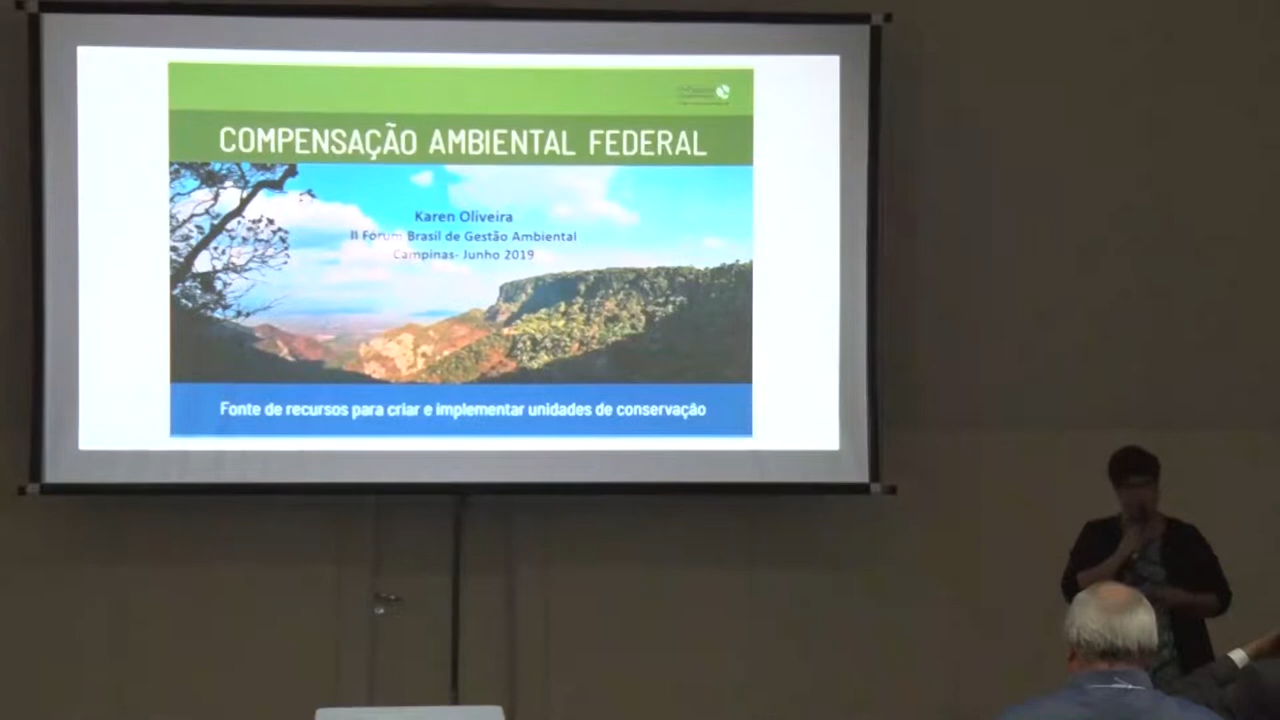 COMPENSAÇÃO AMBIENTAL FEDERAL
Karen Oliveira
II Fórum Brasil de Gestão Ambiental
Campinas- Junho 2019
Fonte de recursos para criar e implementar unidades de conservação